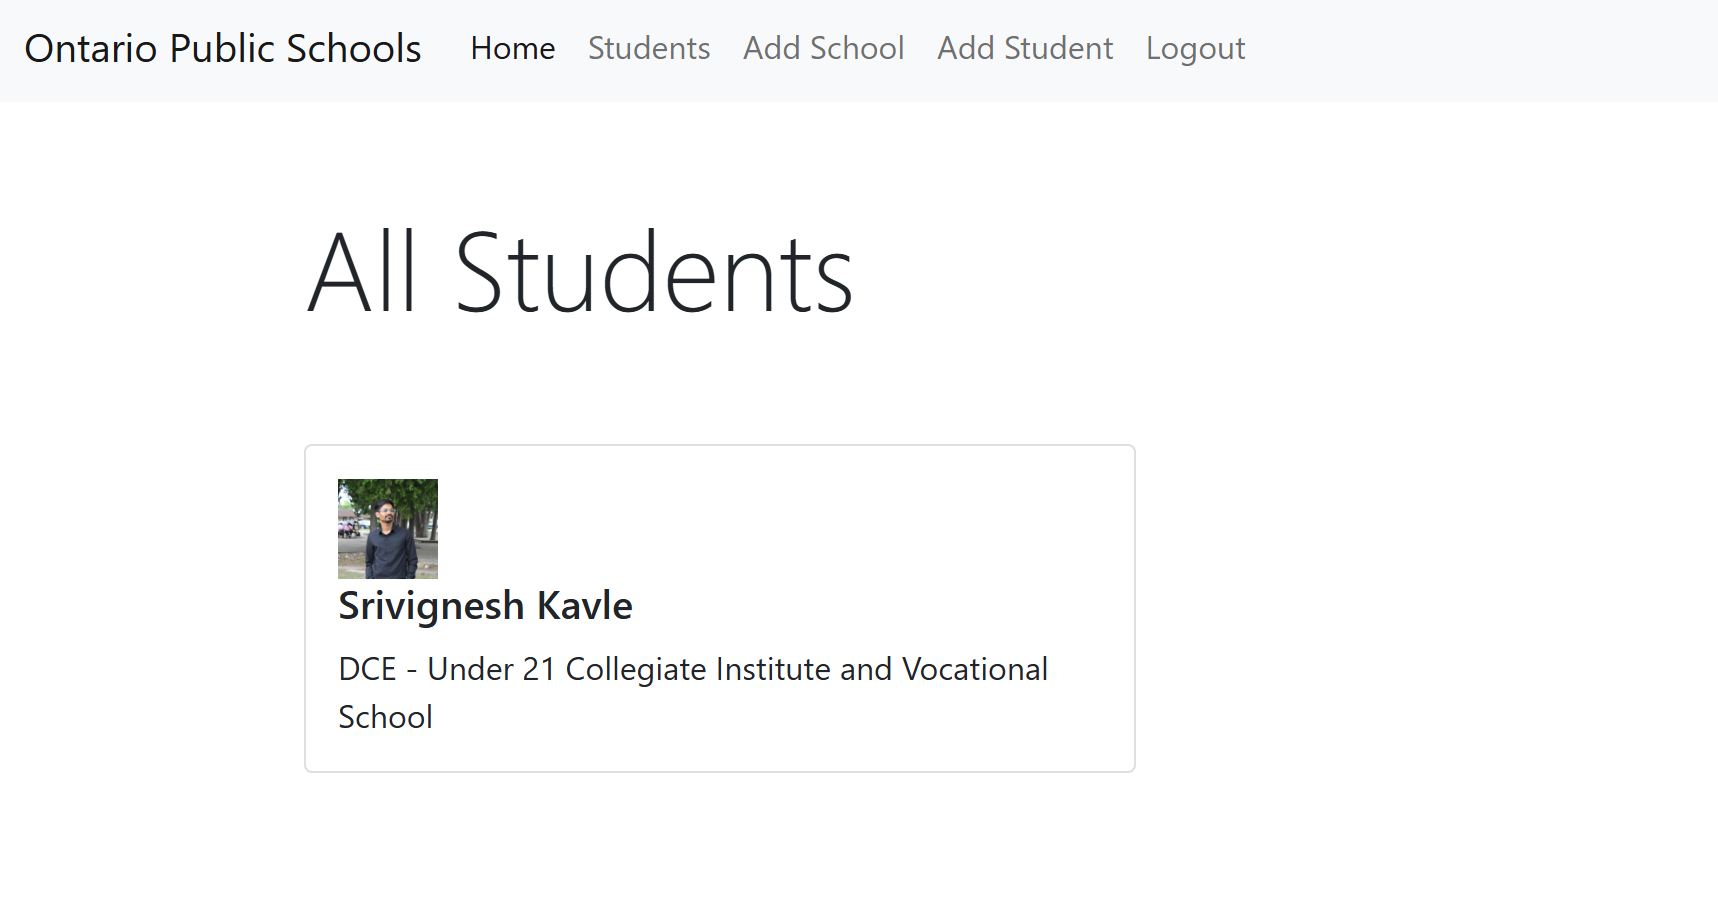 Ontario Public Schools Home Students Add School Add Student Logout
All Students
Srivignesh Kavle
DCE - Under 21 Collegiate Institute and Vocational
School